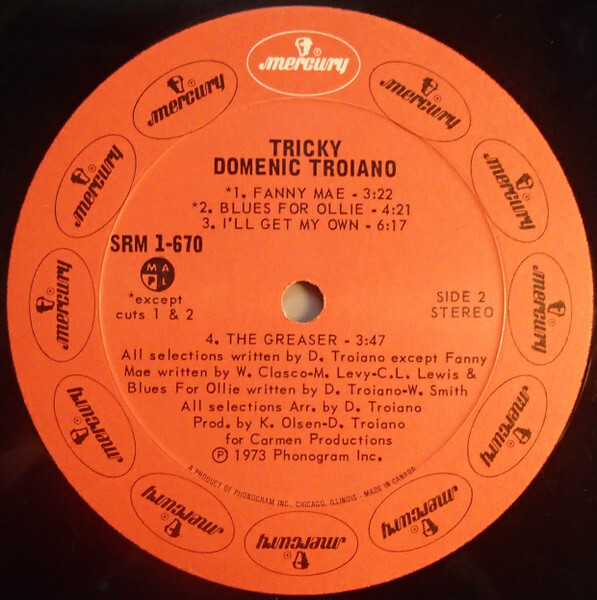 mercury
mercury
mercury
mercury
mercury
mercury
mercury
mercury
mercury
mercury
mercury
mercury
TRICKY
DOMENIC TROIANO
*1. FANNY MAE - 3:22
*2. BLUES FOR OLLIE - 4:21
3. I'LL GET MY OWN - 6:17
SRM 1-670
MAPL
*except
cuts 1 & 2
SIDE 2
STEREO
4. THE GREASER - 3:47
All selections written by D. Troiano except Fanny
Mae written by W. Clasco-M. Levy-C.L. Lewis &
Blues For Ollie written by D. Troiano-W. Smith
All selections Arr. by D. Troiano
Prod. by K. Olsen-D. Troiano
for Carmen Productions
℗ 1973 Phonogram Inc.
A PRODUCT OF PHONOGRAM INC., CHICAGO, ILLINOIS - MADE IN CANADA